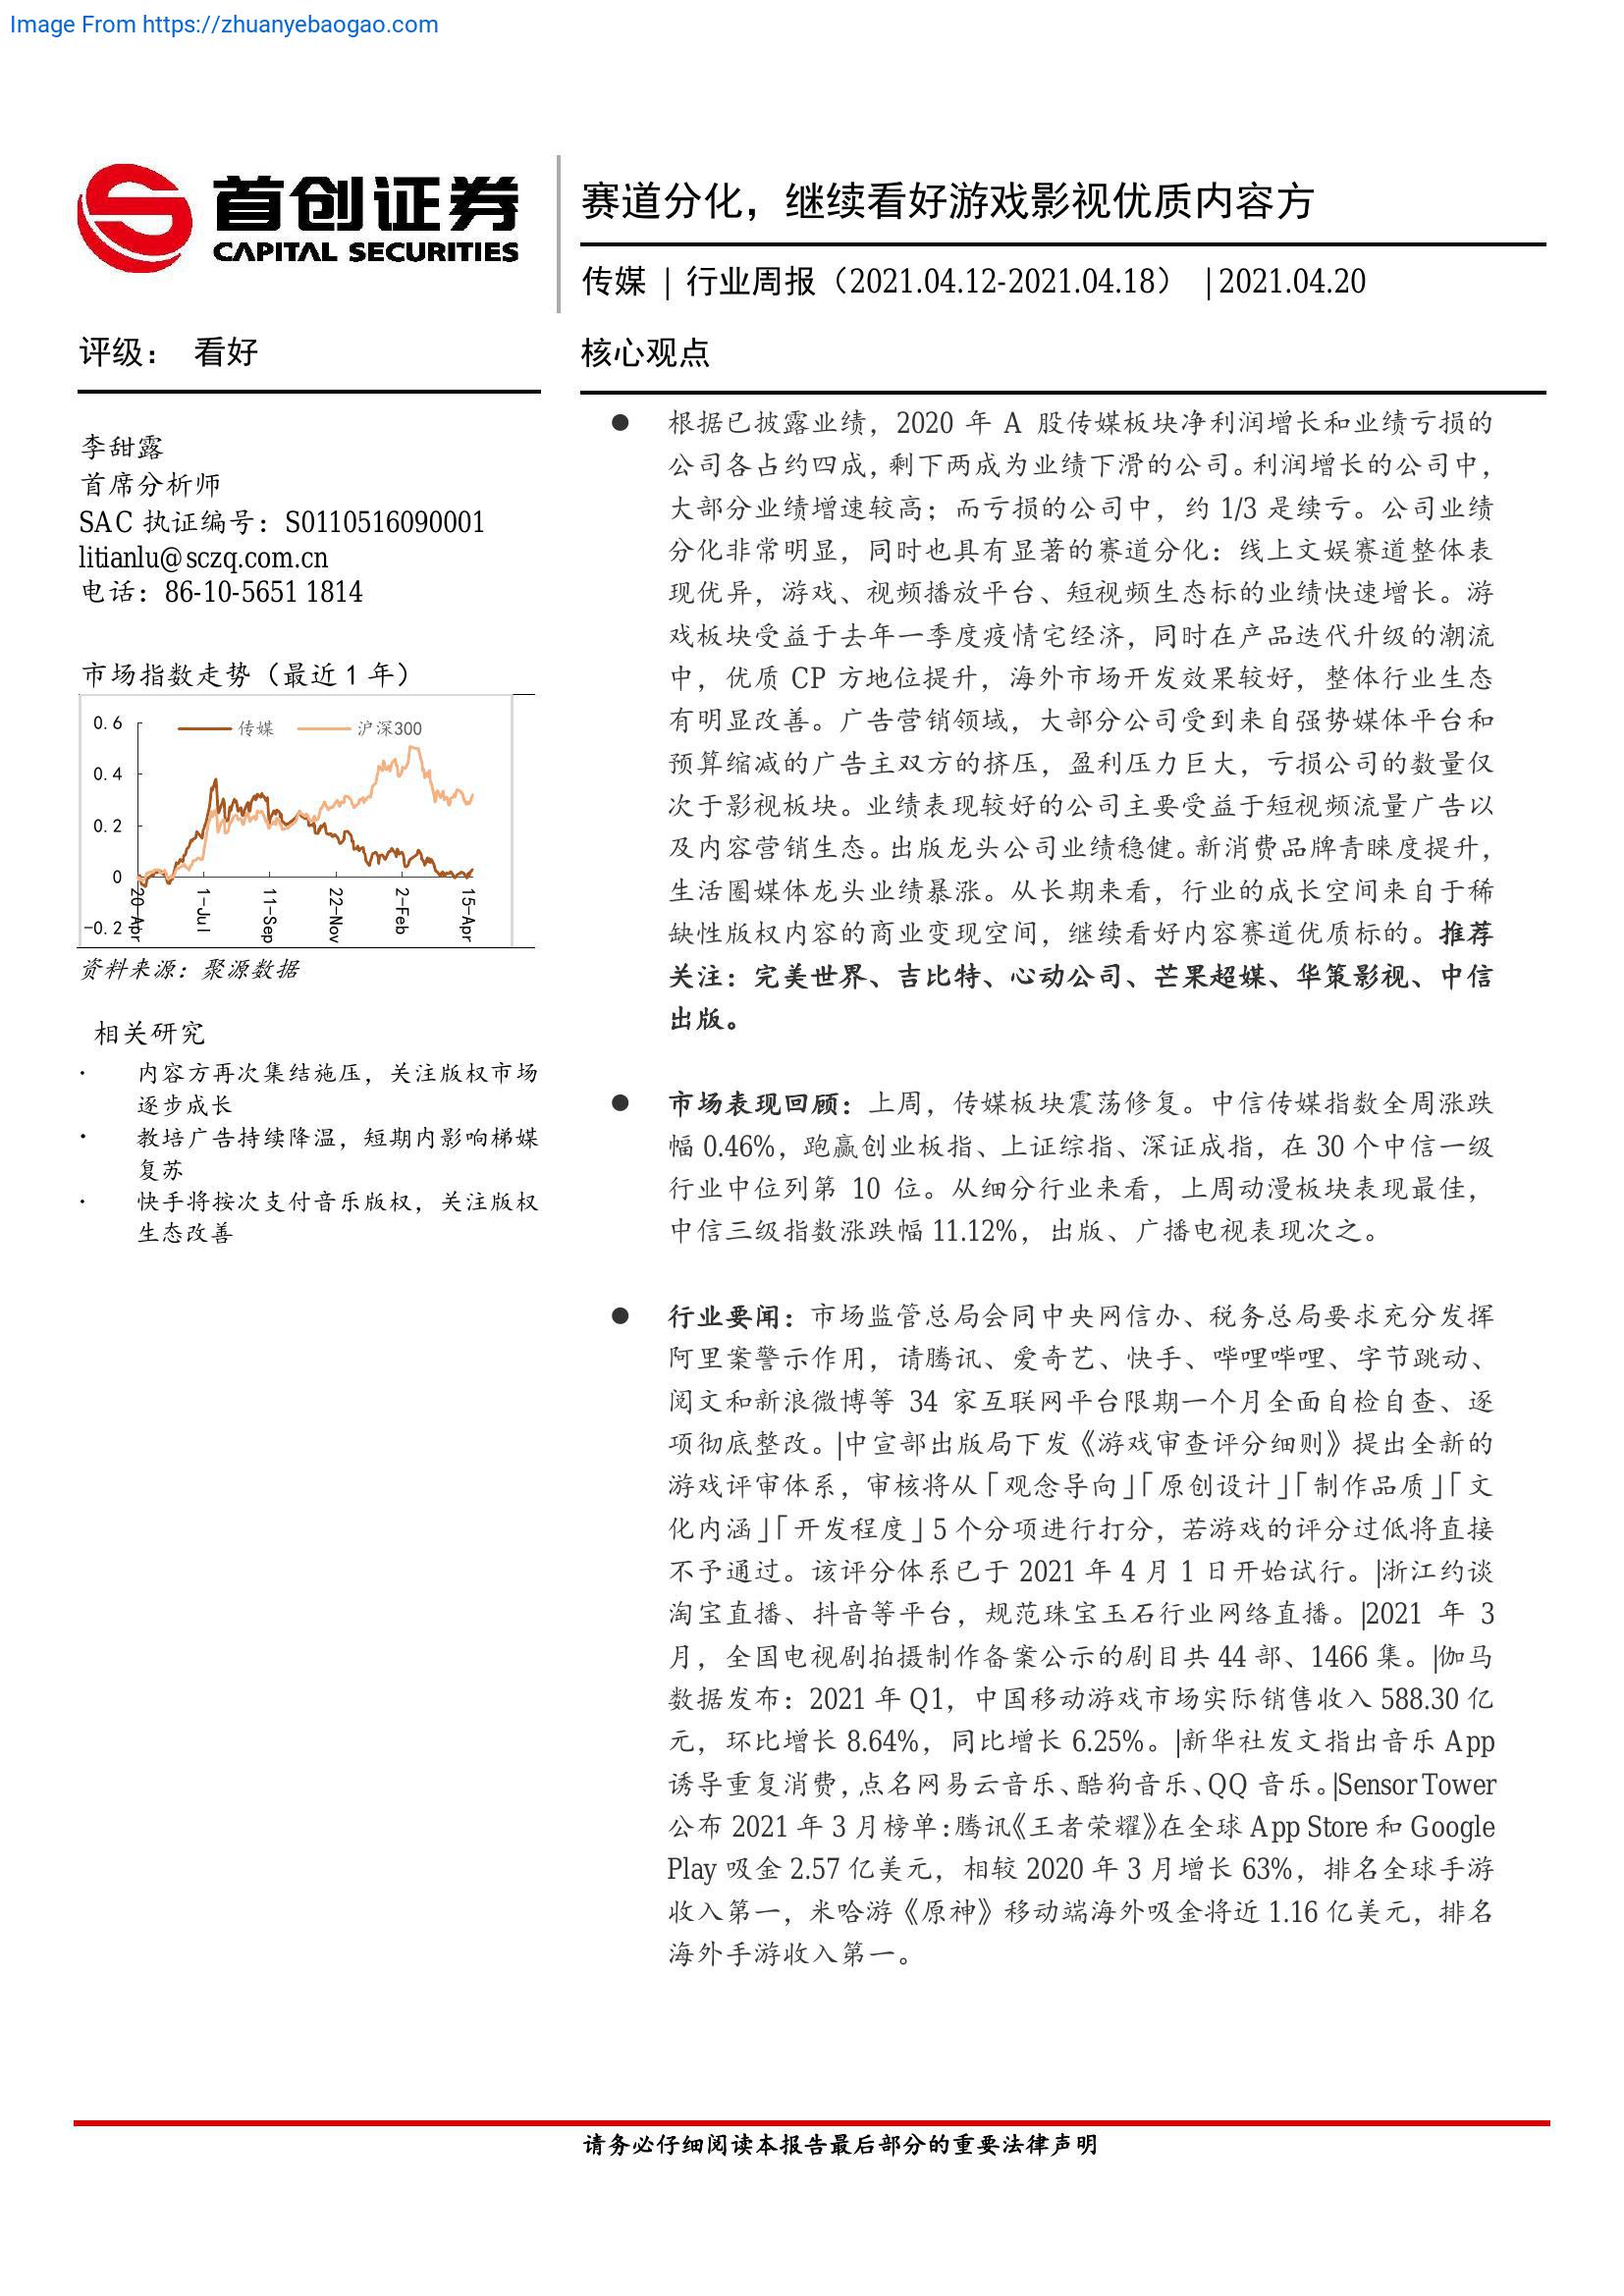 Image From https://zhuanyebaogao.com
首创证券
CAPITAL SECURITIES
赛道分化，继续看好游戏影视优质内容方
传媒 | 行业周报（2021.04.12-2021.04.18） | 2021.04.20
评级： 看好
李甜露
首席分析师
SAC 执证编号：S0110516090001
litianlu@sczq.com.cn
电话：86-10-5651 1814
市场指数走势（最近 1 年）
传媒 沪深300
0.6
0.4
0.2
0
-0.2
20-Apr
1-Jul
11-Sep
22-Nov
2-Feb
15-Apr
资料来源：聚源数据
相关研究
· 内容方再次集结施压，关注版权市场
逐步成长
· 教培广告持续降温，短期内影响梯媒
复苏
· 快手将按次支付音乐版权，关注版权
生态改善
核心观点
● 根据已披露业绩，2020 年 A 股传媒板块净利润增长和业绩亏损的
公司各占约四成，剩下两成为业绩下滑的公司。利润增长的公司中，
大部分业绩增速较高；而亏损的公司中，约 1/3 是续亏。公司业绩
分化非常明显，同时也具有显著的赛道分化：线上文娱赛道整体表
现优异，游戏、视频播放平台、短视频生态标的业绩快速增长。游
戏板块受益于去年一季度疫情宅经济，同时在产品迭代升级的潮流
中，优质 CP 方地位提升，海外市场开发效果较好，整体行业生态
有明显改善。广告营销领域，大部分公司受到来自强势媒体平台和
预算缩减的广告主双方的挤压，盈利压力巨大，亏损公司的数量仅
次于影视板块。业绩表现较好的公司主要受益于短视频流量广告以
及内容营销生态。出版龙头公司业绩稳健。新消费品牌青睐度提升，
生活圈媒体龙头业绩暴涨。从长期来看，行业的成长空间来自于稀
缺性版权内容的商业变现空间，继续看好内容赛道优质标的。推荐
关注：完美世界、吉比特、心动公司、芒果超媒、华策影视、中信
出版。
● 市场表现回顾：上周，传媒板块震荡修复。中信传媒指数全周涨跌
幅 0.46%，跑赢创业板指、上证综指、深证成指，在 30 个中信一级
行业中位列第 10 位。从细分行业来看，上周动漫板块表现最佳，
中信三级指数涨跌幅 11.12%，出版、广播电视表现次之。
● 行业要闻：市场监管总局会同中央网信办、税务总局要求充分发挥
阿里案警示作用，请腾讯、爱奇艺、快手、哔哩哔哩、字节跳动、
阅文和新浪微博等 34 家互联网平台限期一个月全面自检自查、逐
项彻底整改。|中宣部出版局下发《游戏审查评分细则》提出全新的
游戏评审体系，审核将从「观念导向」「原创设计」「制作品质」「文
化内涵」「开发程度」5 个分项进行打分，若游戏的评分过低将直接
不予通过。该评分体系已于 2021 年 4 月 1 日开始试行。|浙江约谈
淘宝直播、抖音等平台，规范珠宝玉石行业网络直播。|2021 年 3
月，全国电视剧拍摄制作备案公示的剧目共 44 部、1466 集。|伽马
数据发布：2021 年 Q1，中国移动游戏市场实际销售收入 588.30 亿
元，环比增长 8.64%，同比增长 6.25%。|新华社发文指出音乐 App
诱导重复消费，点名网易云音乐、酷狗音乐、QQ 音乐。|Sensor Tower
公布 2021 年 3 月榜单：腾讯《王者荣耀》在全球 App Store 和 Google
Play 吸金 2.57 亿美元，相较 2020 年 3 月增长 63%，排名全球手游
收入第一，米哈游《原神》移动端海外吸金将近 1.16 亿美元，排名
海外手游收入第一。
请务必仔细阅读本报告最后部分的重要法律声明